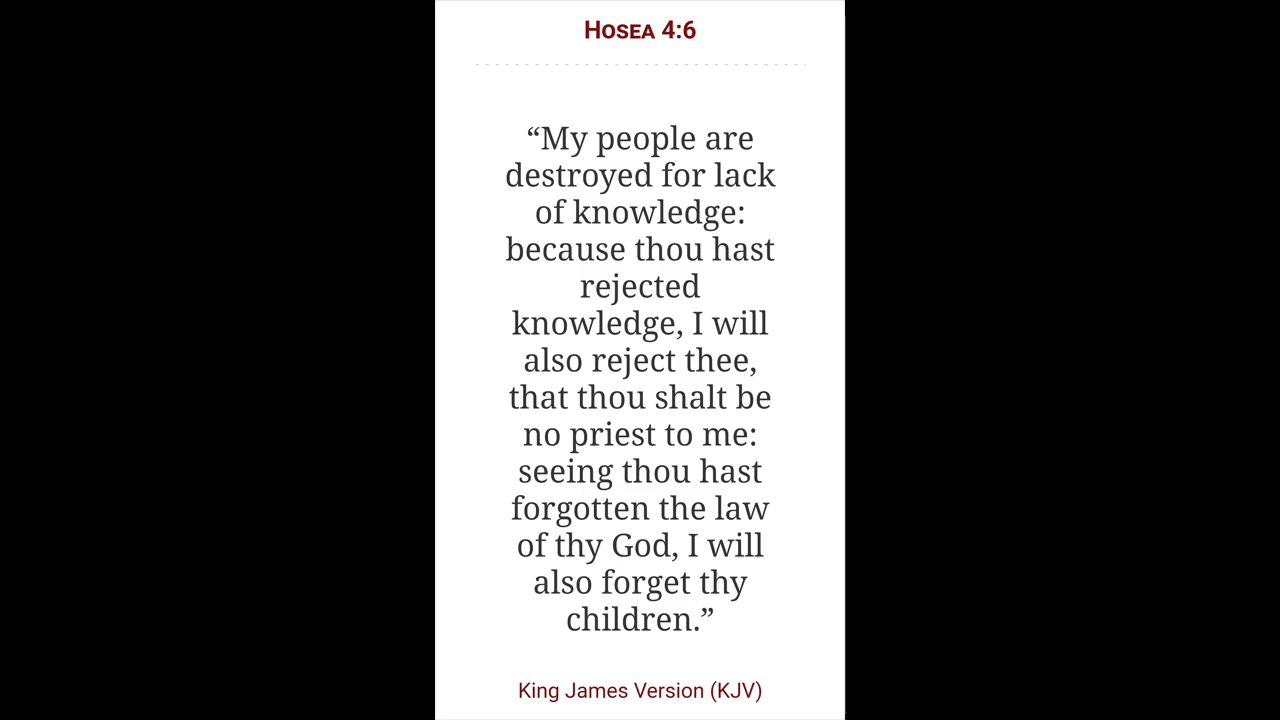 Hosea 4:6
“My people are
destroyed for lack
of knowledge:
because thou hast
rejected
knowledge, I will
also reject thee,
that thou shalt be
no priest to me:
seeing thou hast
forgotten the law
of thy God, I will
also forget thy
children.”
King James Version (KJV)